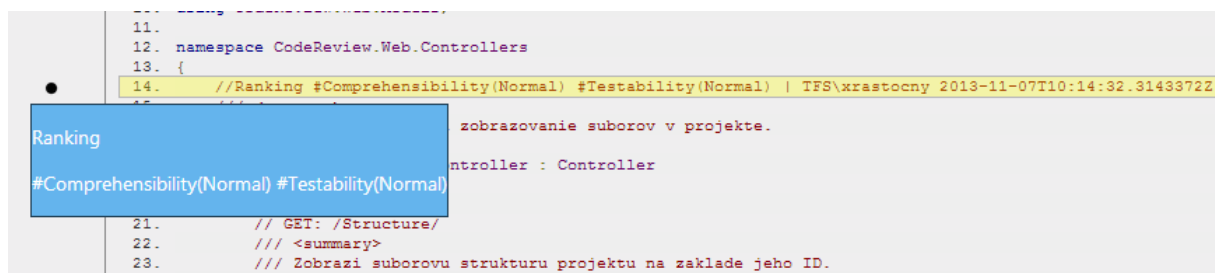 11.
12. namespace CodeReview.Web.Controllers
13. {
14. //Ranking #Comprehensibility(Normal) #Testability(Normal) | TFS\xrastocny 2013-11-07T10:14:32.3143372Z
zobrazovanie suborov v projekte.
Ranking
ntroller : Controller
#Comprehensibility(Normal) #Testability(Normal)
21. // GET: /Structure/
22. /// <summary>
23. /// Zobrazi suborovu strukturu projektu na zaklade jeho ID.